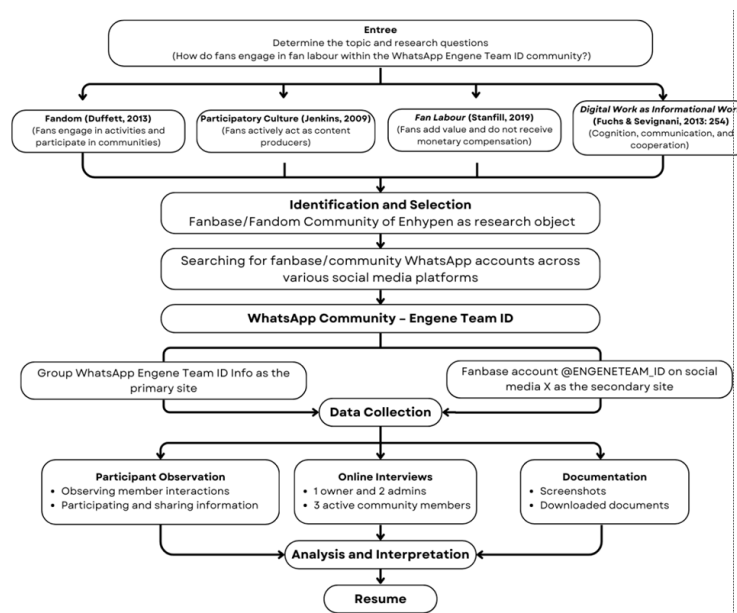 Entree
Determine the topic and research questions
(How do fans engage in fan labour within the WhatsApp Engene Team ID community?)
Fandom (Duffett, 2013)
(Fans engage in activities and
participate in communities)
Participatory Culture (Jenkins, 2009)
(Fans actively act as content
producers)
Fan Labour (Stanfill, 2019)
(Fans add value and do not receive
monetary compensation)
Digital Work as Informational Wor
(Fuchs & Sevignani, 2013: 254)
(Cognition, communication, and
cooperation)
Identification and Selection
Fanbase/Fandom Community of Enhypen as research object
Searching for fanbase/community WhatsApp accounts across
various social media platforms
WhatsApp Community – Engene Team ID
Group WhatsApp Engene Team ID Info as the
primary site
Fanbase account @ENGENETEAM_ID on social
media X as the secondary site
Data Collection
Participant Observation
• Observing member interactions
• Participating and sharing information
Online Interviews
• 1 owner and 2 admins
• 3 active community members
Documentation
• Screenshots
• Downloaded documents
Analysis and Interpretation
Resume